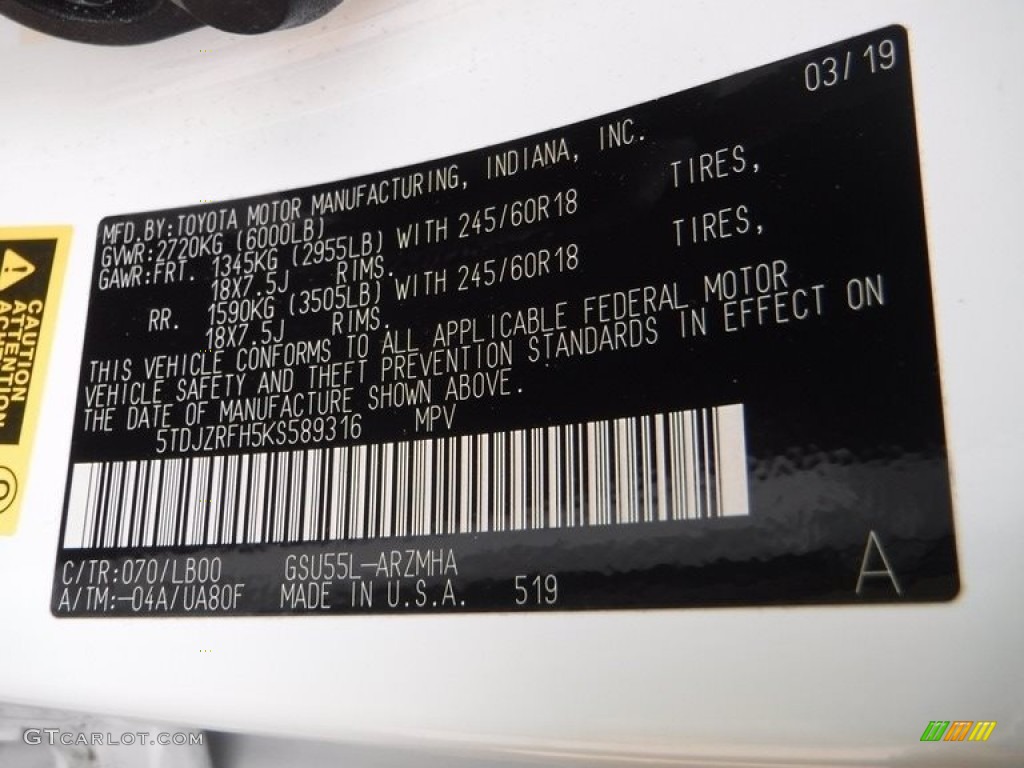 03/19
MFD.BY:TOYOTA MOTOR MANUFACTURING, INDIANA, INC.
GVWR:2720KG (6000LB)
GAWR:FRT. 1345KG (2955LB) WITH 245/60R18 TIRES,
18X7.5J RIMS.
RR. 1590KG (3505LB) WITH 245/60R18 TIRES,
18X7.5J RIMS.
THIS VEHICLE CONFORMS TO ALL APPLICABLE FEDERAL MOTOR
VEHICLE SAFETY AND THEFT PREVENTION STANDARDS IN EFFECT ON
THE DATE OF MANUFACTURE SHOWN ABOVE.
5TDJZRFH5KS589316 MPV
C/TR:070/LB00 GSU55L-ARZMHA
A/TM:-04A/UA80F MADE IN U.S.A. 519
A
CAUTION
ATTENTION
GTCARLOT.COM